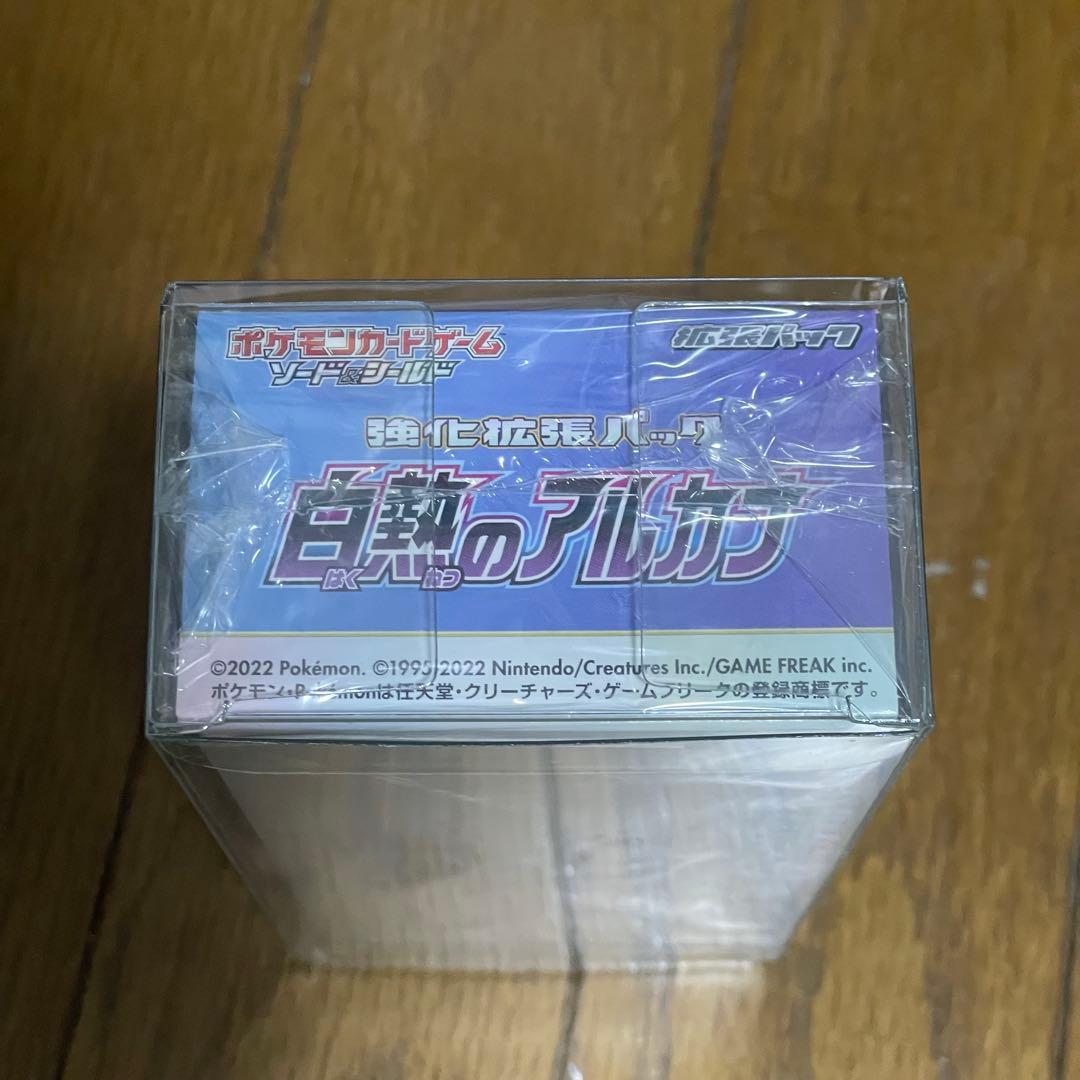 ポケモンカードゲーム
ソード&シールド
拡張パック
強化拡張パック
白熱のアルカナ
はく ねつ
©2022 Pokémon. ©1995-2022 Nintendo/Creatures Inc./GAME FREAK inc.
ポケモン・Pokémonは任天堂・クリーチャーズ・ゲームフリークの登録商標です。